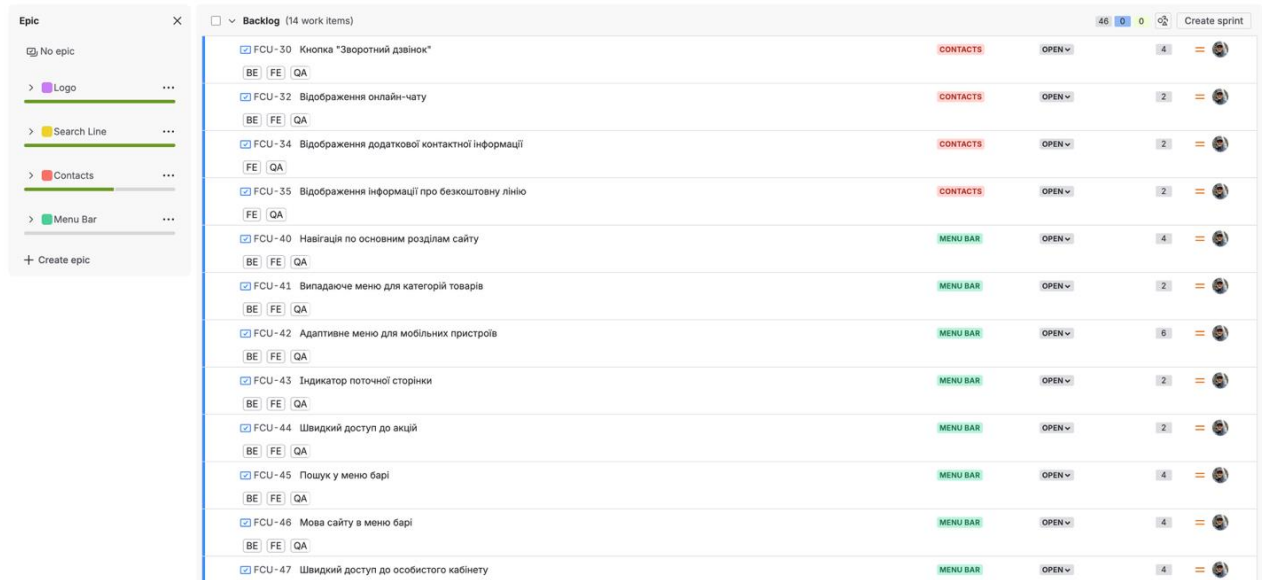 Epic
No epic
Logo
Search Line
Contacts
Menu Bar
+ Create epic
Backlog (14 work items) 46 0 0 Create sprint
FCU-30 Кнопка "Зворотний дзвінок" CONTACTS OPEN 4
BE FE QA
FCU-32 Відображення онлайн-чату CONTACTS OPEN 2
BE FE QA
FCU-34 Відображення додаткової контактної інформації CONTACTS OPEN 2
FE QA
FCU-35 Відображення інформації про безкоштовну лінію CONTACTS OPEN 2
FE QA
FCU-40 Навігація по основним розділам сайту MENU BAR OPEN 4
BE FE QA
FCU-41 Випадаюче меню для категорій товарів MENU BAR OPEN 2
BE FE QA
FCU-42 Адаптивне меню для мобільних пристроїв MENU BAR OPEN 6
BE FE QA
FCU-43 Індикатор поточної сторінки MENU BAR OPEN 2
BE FE QA
FCU-44 Швидкий доступ до акцій MENU BAR OPEN 2
BE FE QA
FCU-45 Пошук у меню барі MENU BAR OPEN 4
BE FE QA
FCU-46 Мова сайту в меню барі MENU BAR OPEN 4
BE FE QA
FCU-47 Швидкий доступ до особистого кабінету MENU BAR OPEN 4